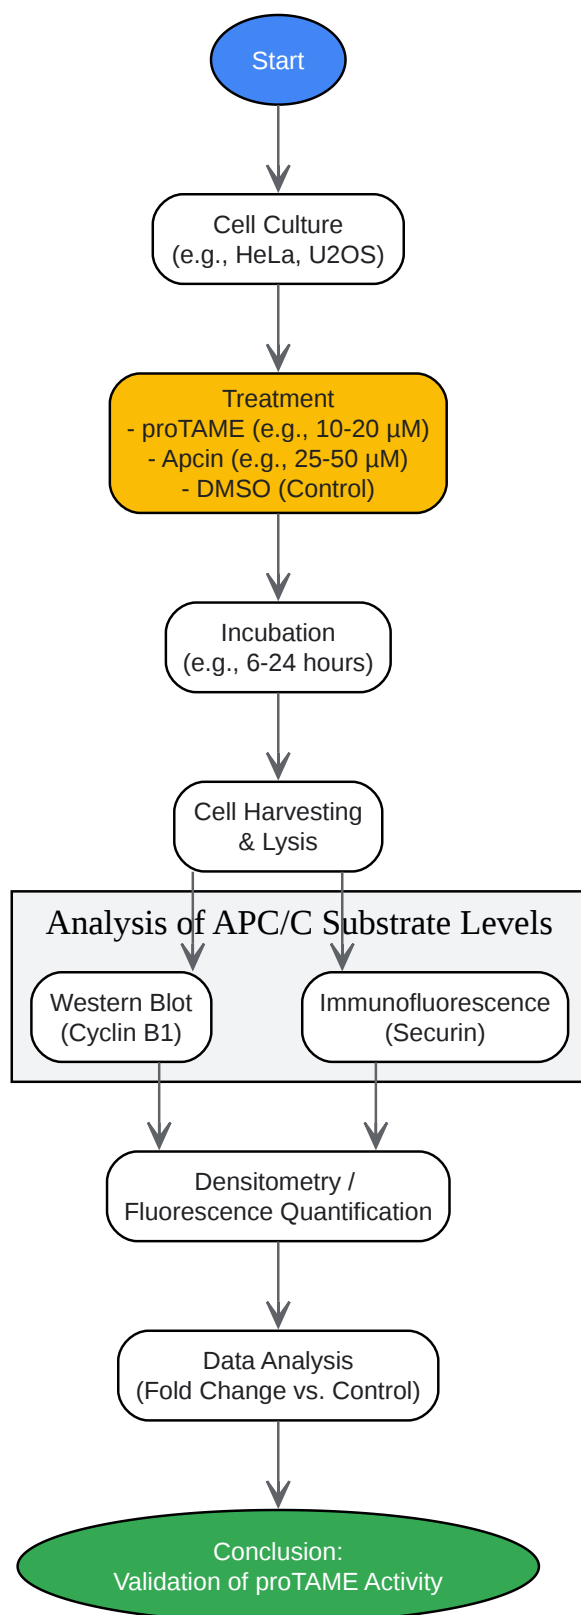 Start
Cell Culture
(e.g., HeLa, U2OS)
Treatment
- proTAME (e.g., 10-20 µM)
- Apcin (e.g., 25-50 µM)
- DMSO (Control)
Incubation
(e.g., 6-24 hours)
Cell Harvesting
& Lysis
Analysis of APC/C Substrate Levels
Western Blot
(Cyclin B1)
Immunofluorescence
(Securin)
Densitometry /
Fluorescence Quantification
Data Analysis
(Fold Change vs. Control)
Conclusion:
Validation of proTAME Activity